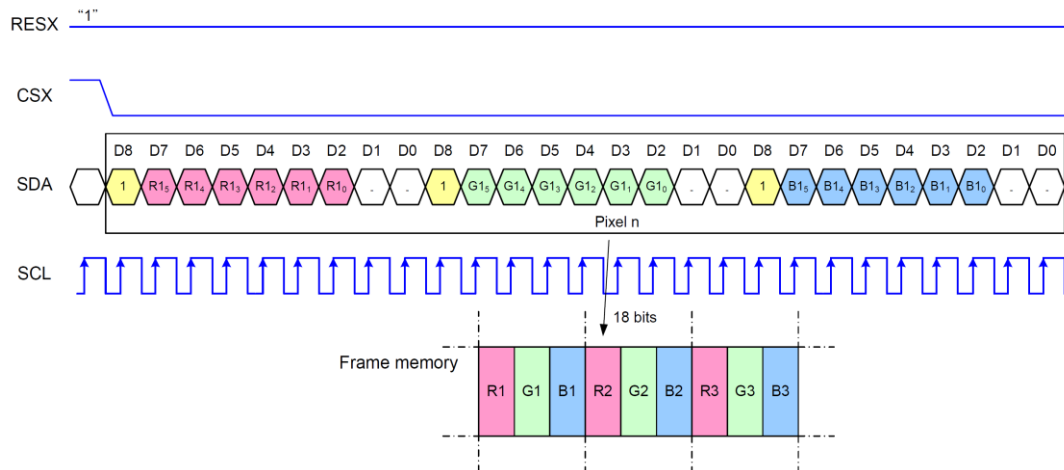 RESX “1”
CSX
D8 D7 D6 D5 D4 D3 D2 D1 D0 D8 D7 D6 D5 D4 D3 D2 D1 D0 D8 D7 D6 D5 D4 D3 D2 D1 D0
SDA 1 R1₅ R1₄ R1₃ R1₂ R1₁ R1₀ - - 1 G1₅ G1₄ G1₃ G1₂ G1₁ G1₀ - - 1 B1₅ B1₄ B1₃ B1₂ B1₁ B1₀ - -
Pixel n
SCL
18 bits
Frame memory
R1 G1 B1 R2 G2 B2 R3 G3 B3